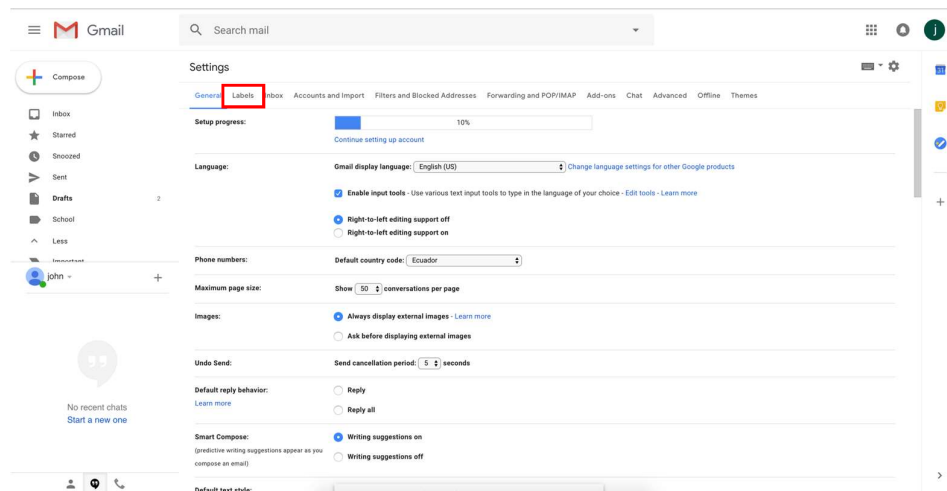 Gmail
Search mail
j
Compose
Inbox
Starred
Snoozed
Sent
Drafts 2
School
Less
Important
john
No recent chats
Start a new one
Settings
General Labels Inbox Accounts and Import Filters and Blocked Addresses Forwarding and POP/IMAP Add-ons Chat Advanced Offline Themes
Setup progress: 10%
Continue setting up account
Language: Gmail display language: English (US) Change language settings for other Google products
Enable input tools - Use various text input tools to type in the language of your choice - Edit tools - Learn more
Right-to-left editing support off
Right-to-left editing support on
Phone numbers: Default country code: Ecuador
Maximum page size: Show 50 conversations per page
Images: Always display external images - Learn more
Ask before displaying external images
Undo Send: Send cancellation period: 5 seconds
Default reply behavior: Reply
Learn more
Reply all
Smart Compose: Writing suggestions on
(predictive writing suggestions appear as you
compose an email)
Writing suggestions off
Default text style:
31